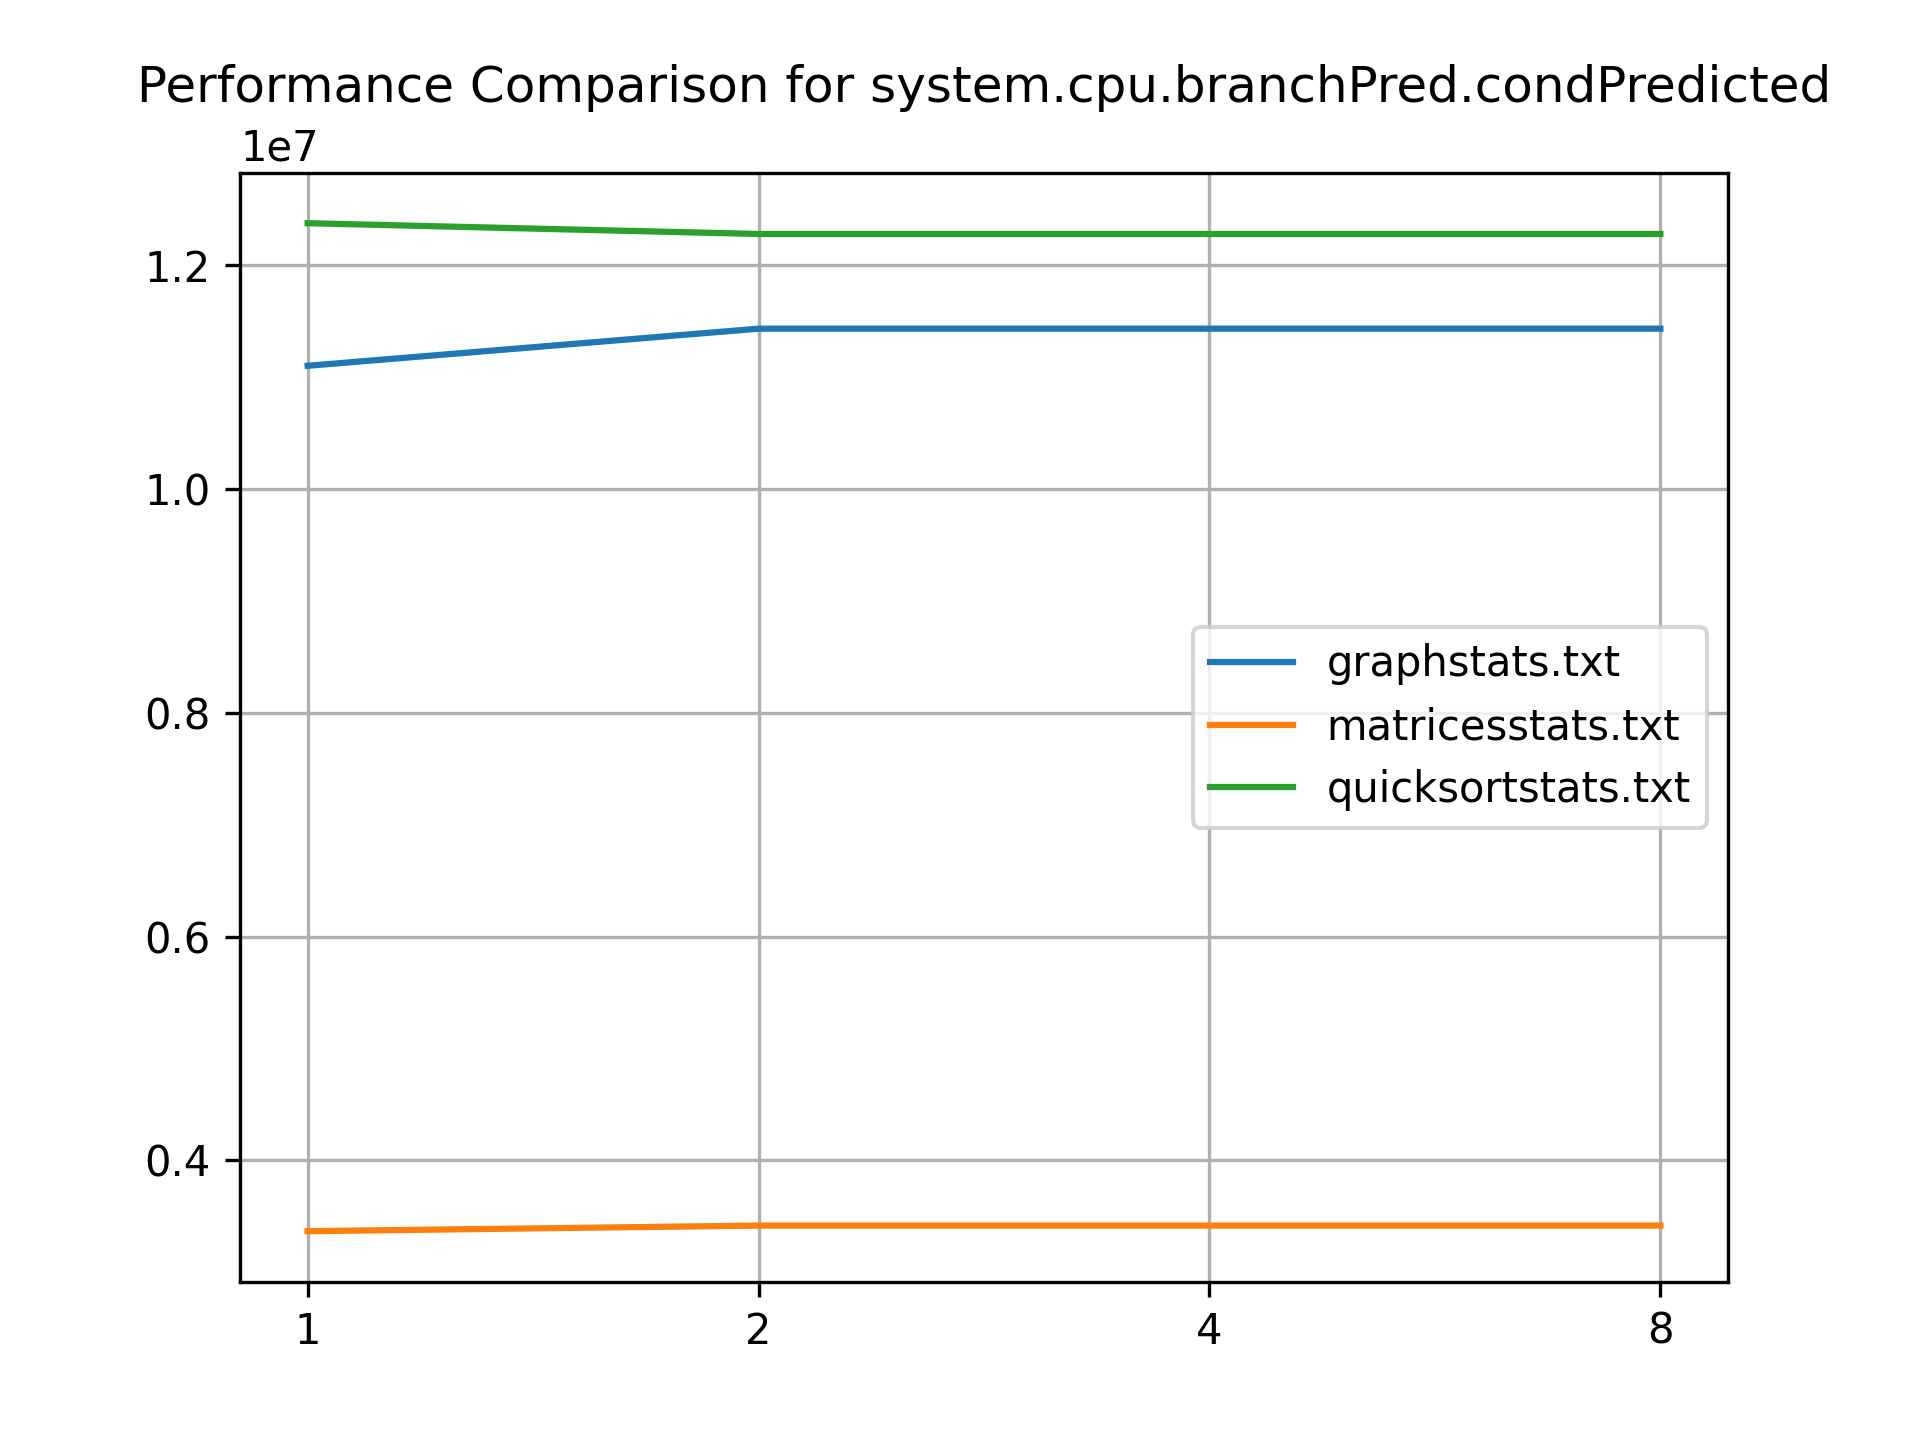 Performance Comparison for system.cpu.branchPred.condPredicted
1e7
1.2
1.0
0.8
0.6
0.4
graphstats.txt
matricesstats.txt
quicksortstats.txt
1 2 4 8